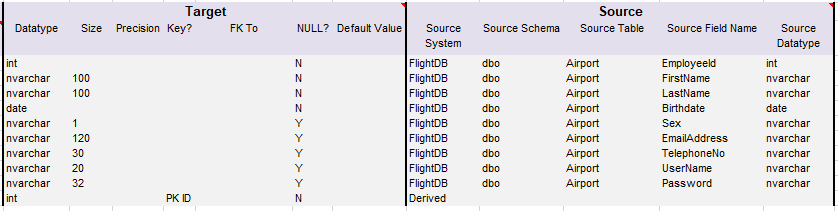 Target Source
Datatype Size Precision Key? FK To NULL? Default Value Source System Source Schema Source Table Source Field Name Source Datatype
int N FlightDB dbo Airport EmployeeId int
nvarchar 100 N FlightDB dbo Airport FirstName nvarchar
nvarchar 100 N FlightDB dbo Airport LastName nvarchar
date N FlightDB dbo Airport Birthdate date
nvarchar 1 Y FlightDB dbo Airport Sex nvarchar
nvarchar 120 Y FlightDB dbo Airport EmailAddress nvarchar
nvarchar 30 Y FlightDB dbo Airport TelephoneNo nvarchar
nvarchar 20 Y FlightDB dbo Airport UserName nvarchar
nvarchar 32 Y FlightDB dbo Airport Password nvarchar
int PK ID N Derived